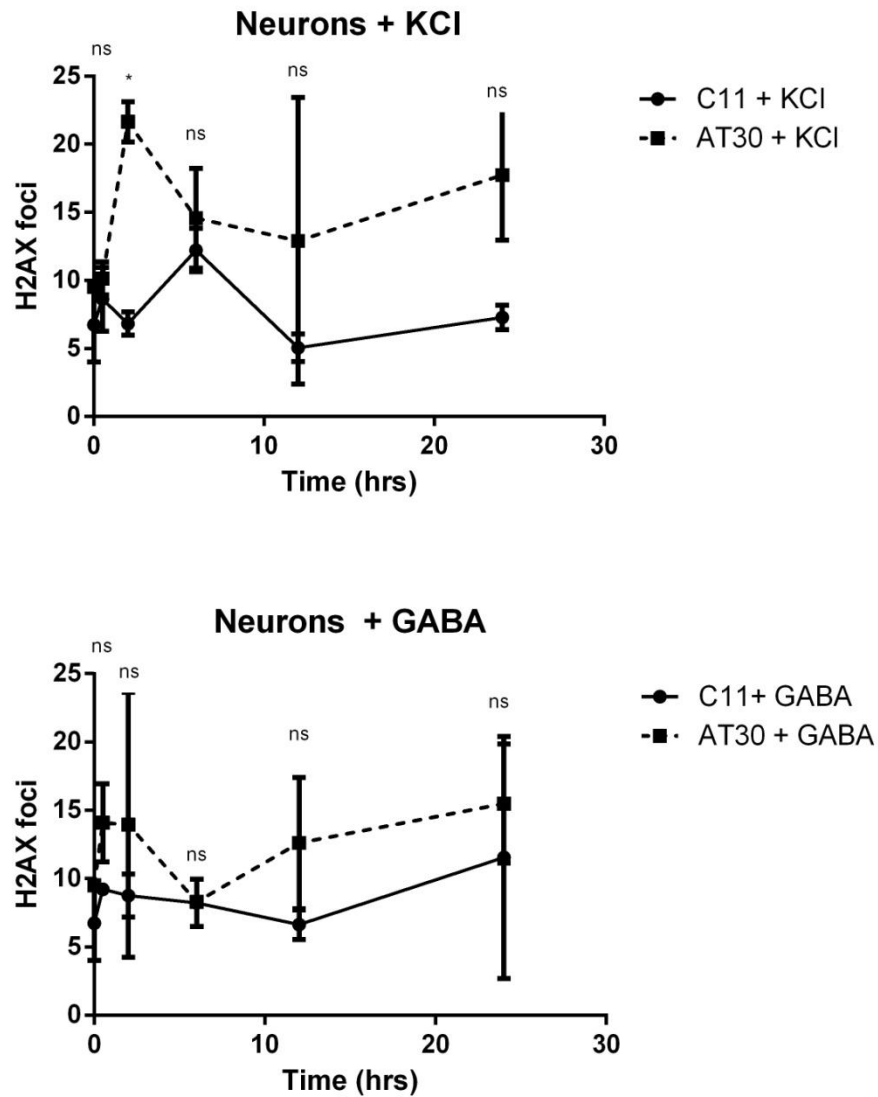 Neurons + KCl
ns
*
ns
ns
ns
25
20
15
10
5
0
H2AX foci
0
10
20
30
Time (hrs)
C11 + KCl
AT30 + KCl
Neurons + GABA
ns
ns
ns
ns
ns
25
20
15
10
5
0
H2AX foci
0
10
20
30
Time (hrs)
C11+ GABA
AT30 + GABA